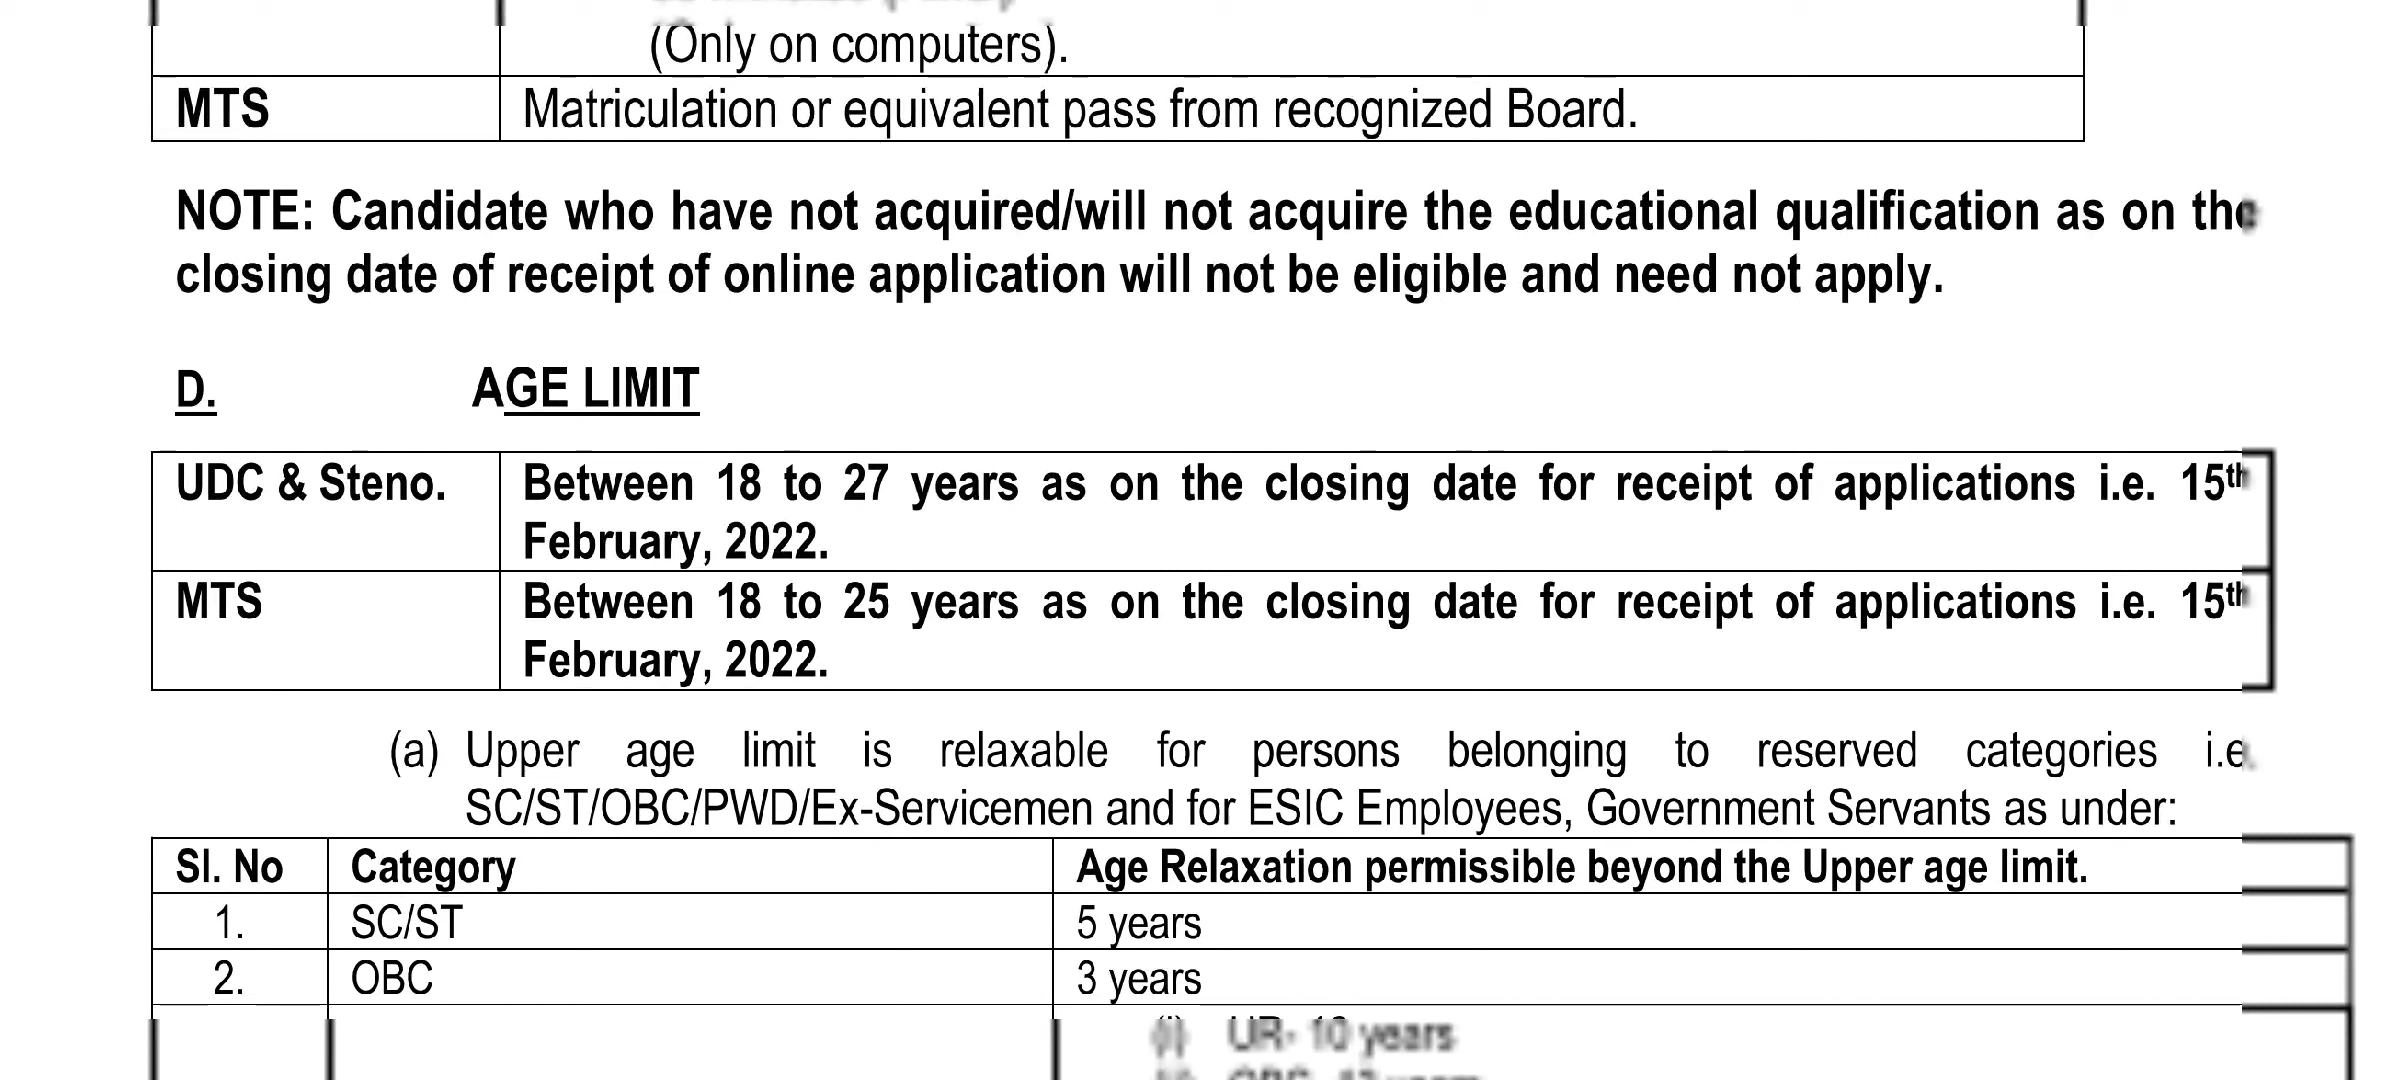 (Only on computers).
MTS Matriculation or equivalent pass from recognized Board.
NOTE: Candidate who have not acquired/will not acquire the educational qualification as on the
closing date of receipt of online application will not be eligible and need not apply.
D. AGE LIMIT
UDC & Steno. Between 18 to 27 years as on the closing date for receipt of applications i.e. 15th
February, 2022.
MTS Between 18 to 25 years as on the closing date for receipt of applications i.e. 15th
February, 2022.
(a) Upper age limit is relaxable for persons belonging to reserved categories i.e.
SC/ST/OBC/PWD/Ex-Servicemen and for ESIC Employees, Government Servants as under:
Sl. No Category Age Relaxation permissible beyond the Upper age limit.
1. SC/ST 5 years
2. OBC 3 years
(i) UR- 10 years